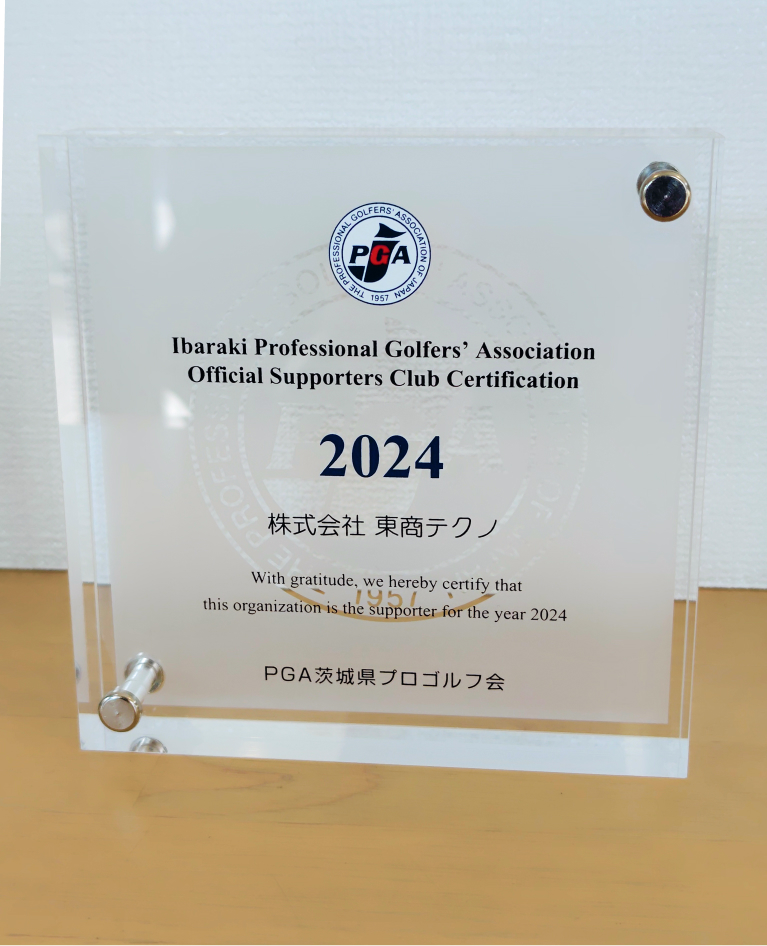 THE PROFESSIONAL GOLFERS' ASSOCIATION OF JAPAN
PGA
1957
Ibaraki Professional Golfers' Association
Official Supporters Club Certification
2024
株式会社 東商テクノ
With gratitude, we hereby certify that
1957
this organization is the supporter for the year 2024
PGA茨城県プロゴルフ会